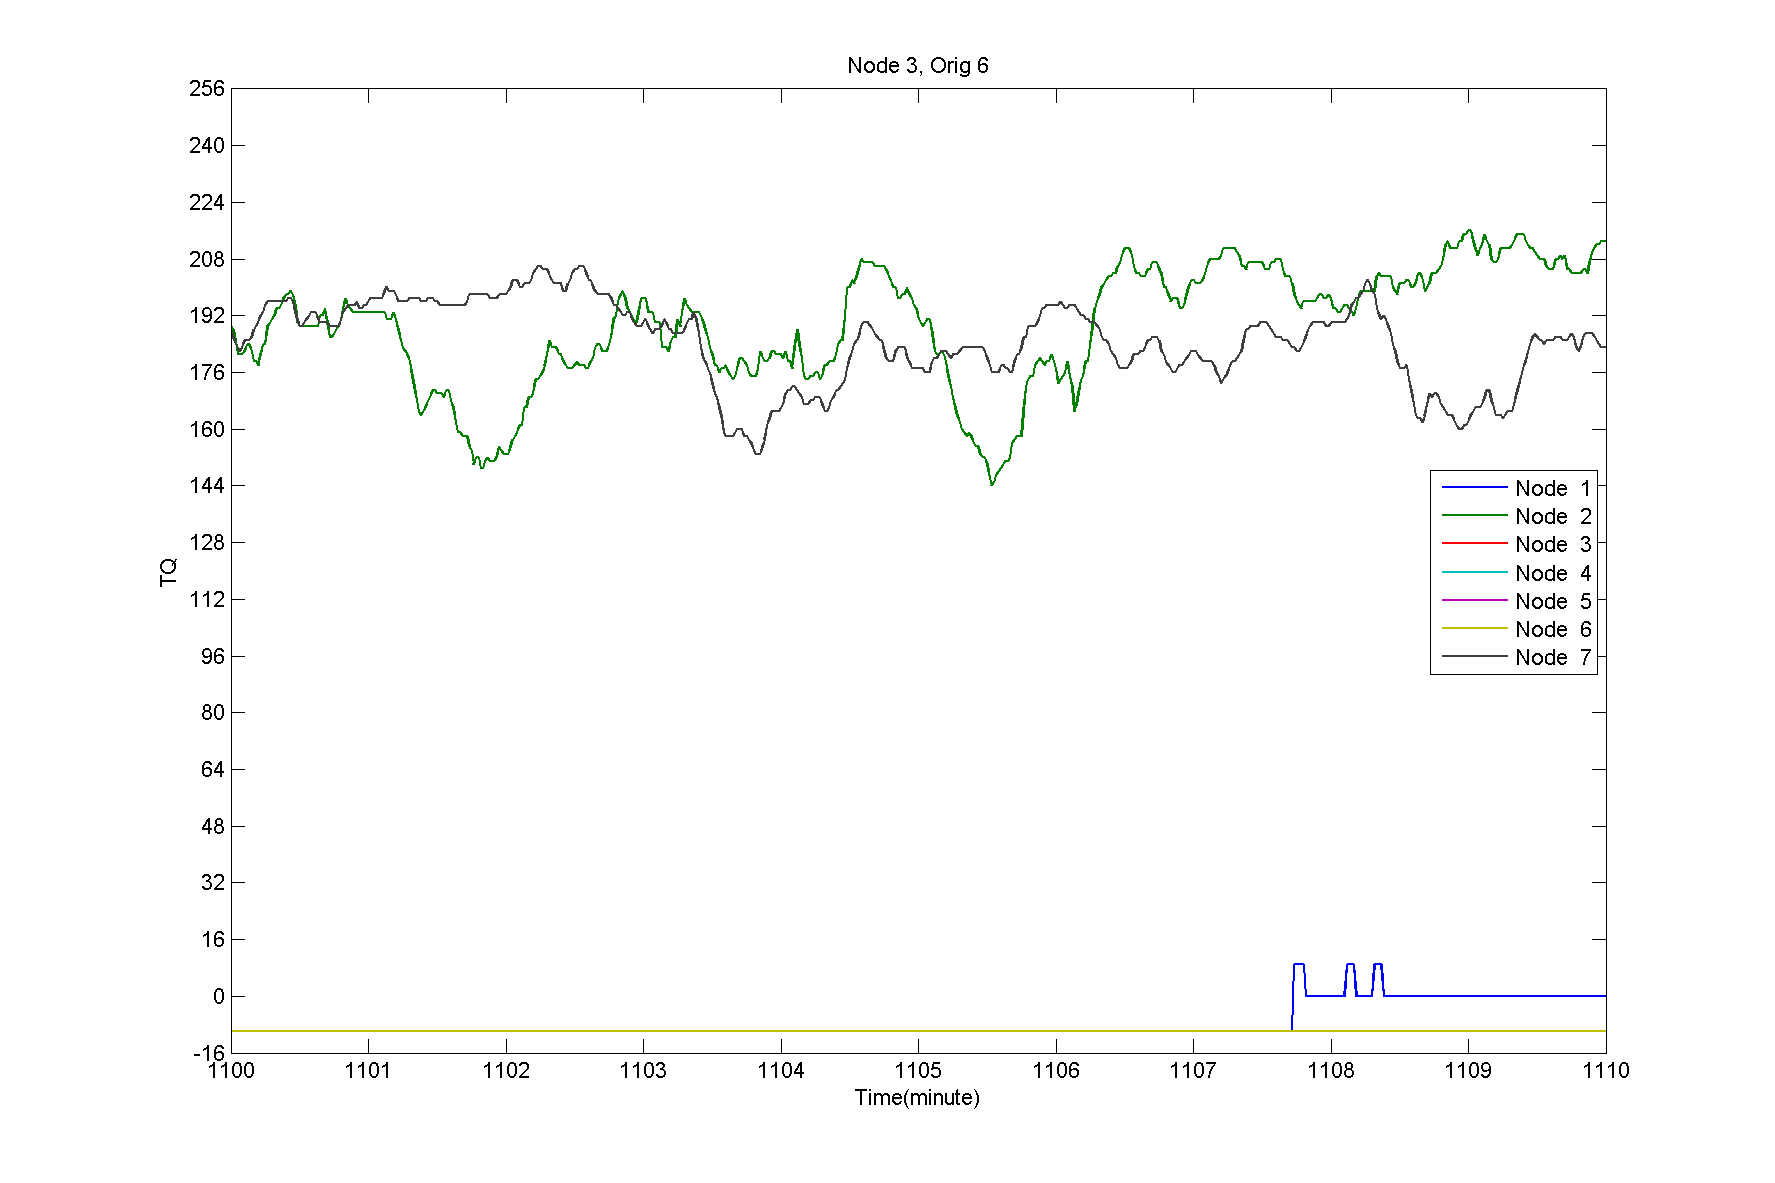 Node 3, Orig 6
256
240
224
208
192
176
160
144
128
112
96
80
64
48
32
16
0
-16
TQ
Node 1
Node 2
Node 3
Node 4
Node 5
Node 6
Node 7
1100 1101 1102 1103 1104 1105 1106 1107 1108 1109 1110
Time(minute)